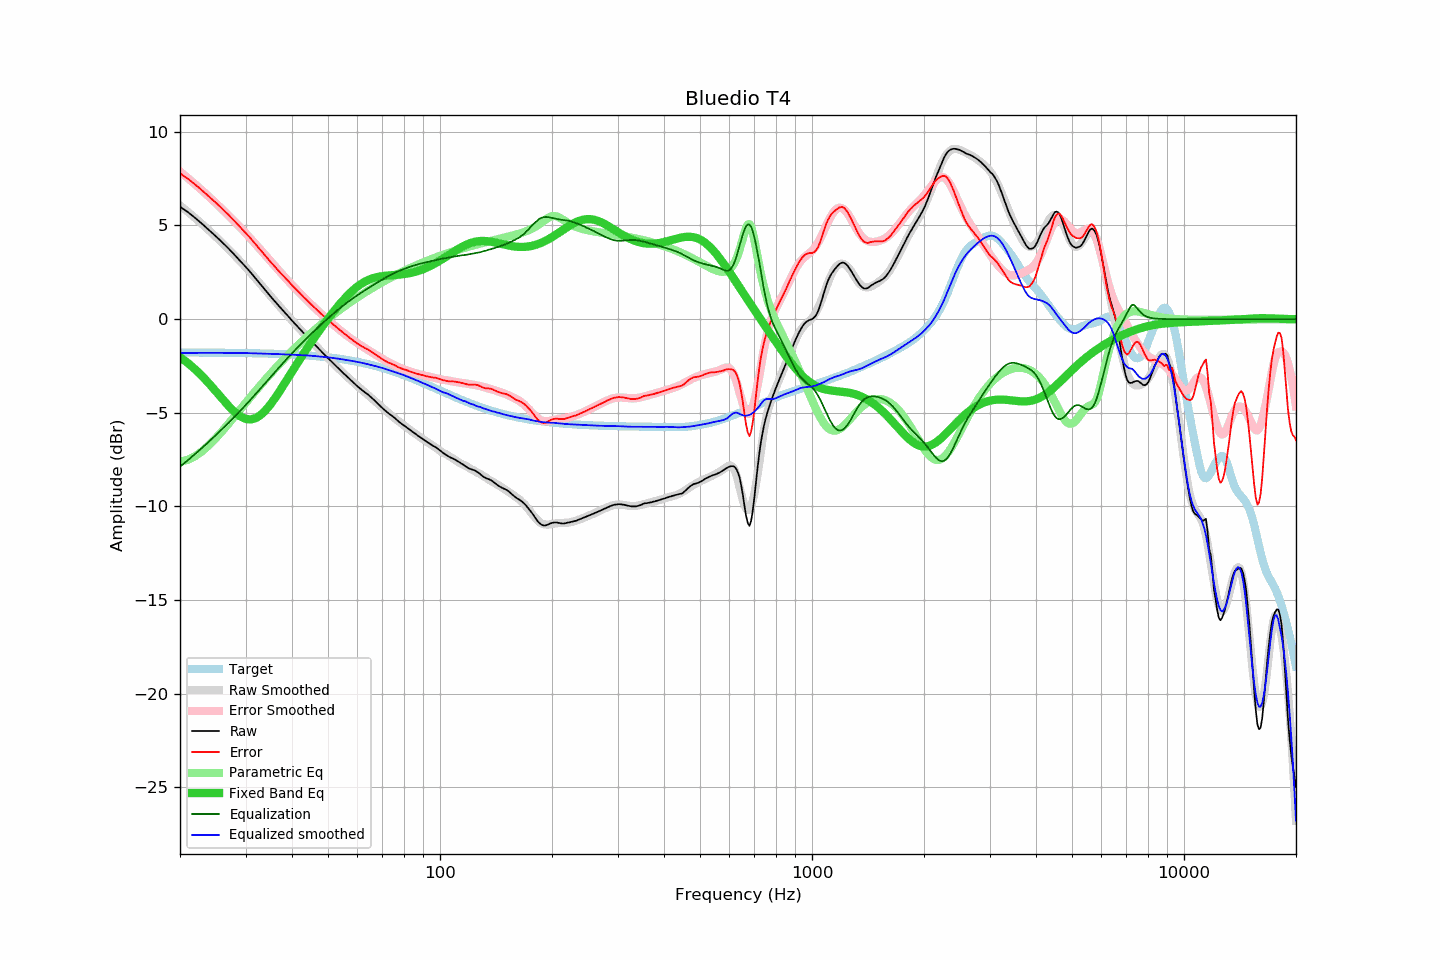 Bluedio T4
10
5
0
−5
−10
−15
−20
−25
Amplitude (dBr)
Target
Raw Smoothed
Error Smoothed
Raw
Error
Parametric Eq
Fixed Band Eq
Equalization
Equalized smoothed
100
1000
10000
Frequency (Hz)